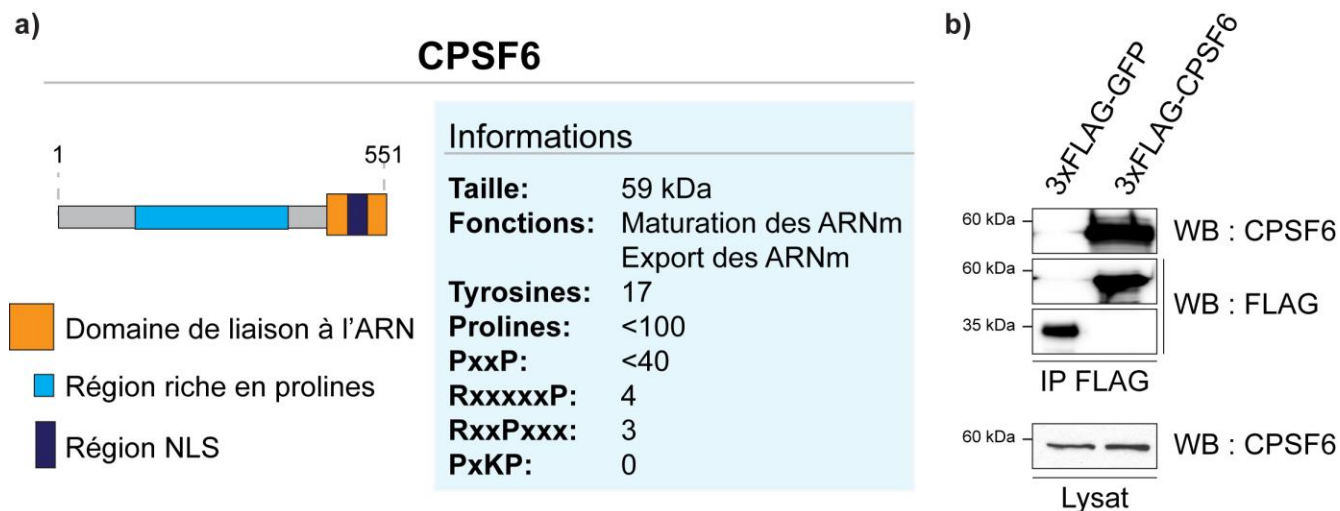 a)
CPSF6
1
551
Domaine de liaison à l'ARN
Région riche en prolines
Région NLS
Informations
Taille: 59 kDa
Fonctions: Maturation des ARNm
Export des ARNm
Tyrosines: 17
Prolines: <100
PxxP: <40
RxxxxxP: 4
RxxPxxx: 3
PxKP: 0
b)
3xFLAG-GFP
3xFLAG-CPSF6
60 kDa
WB : CPSF6
60 kDa
WB : FLAG
35 kDa
IP FLAG
60 kDa
WB : CPSF6
Lysat